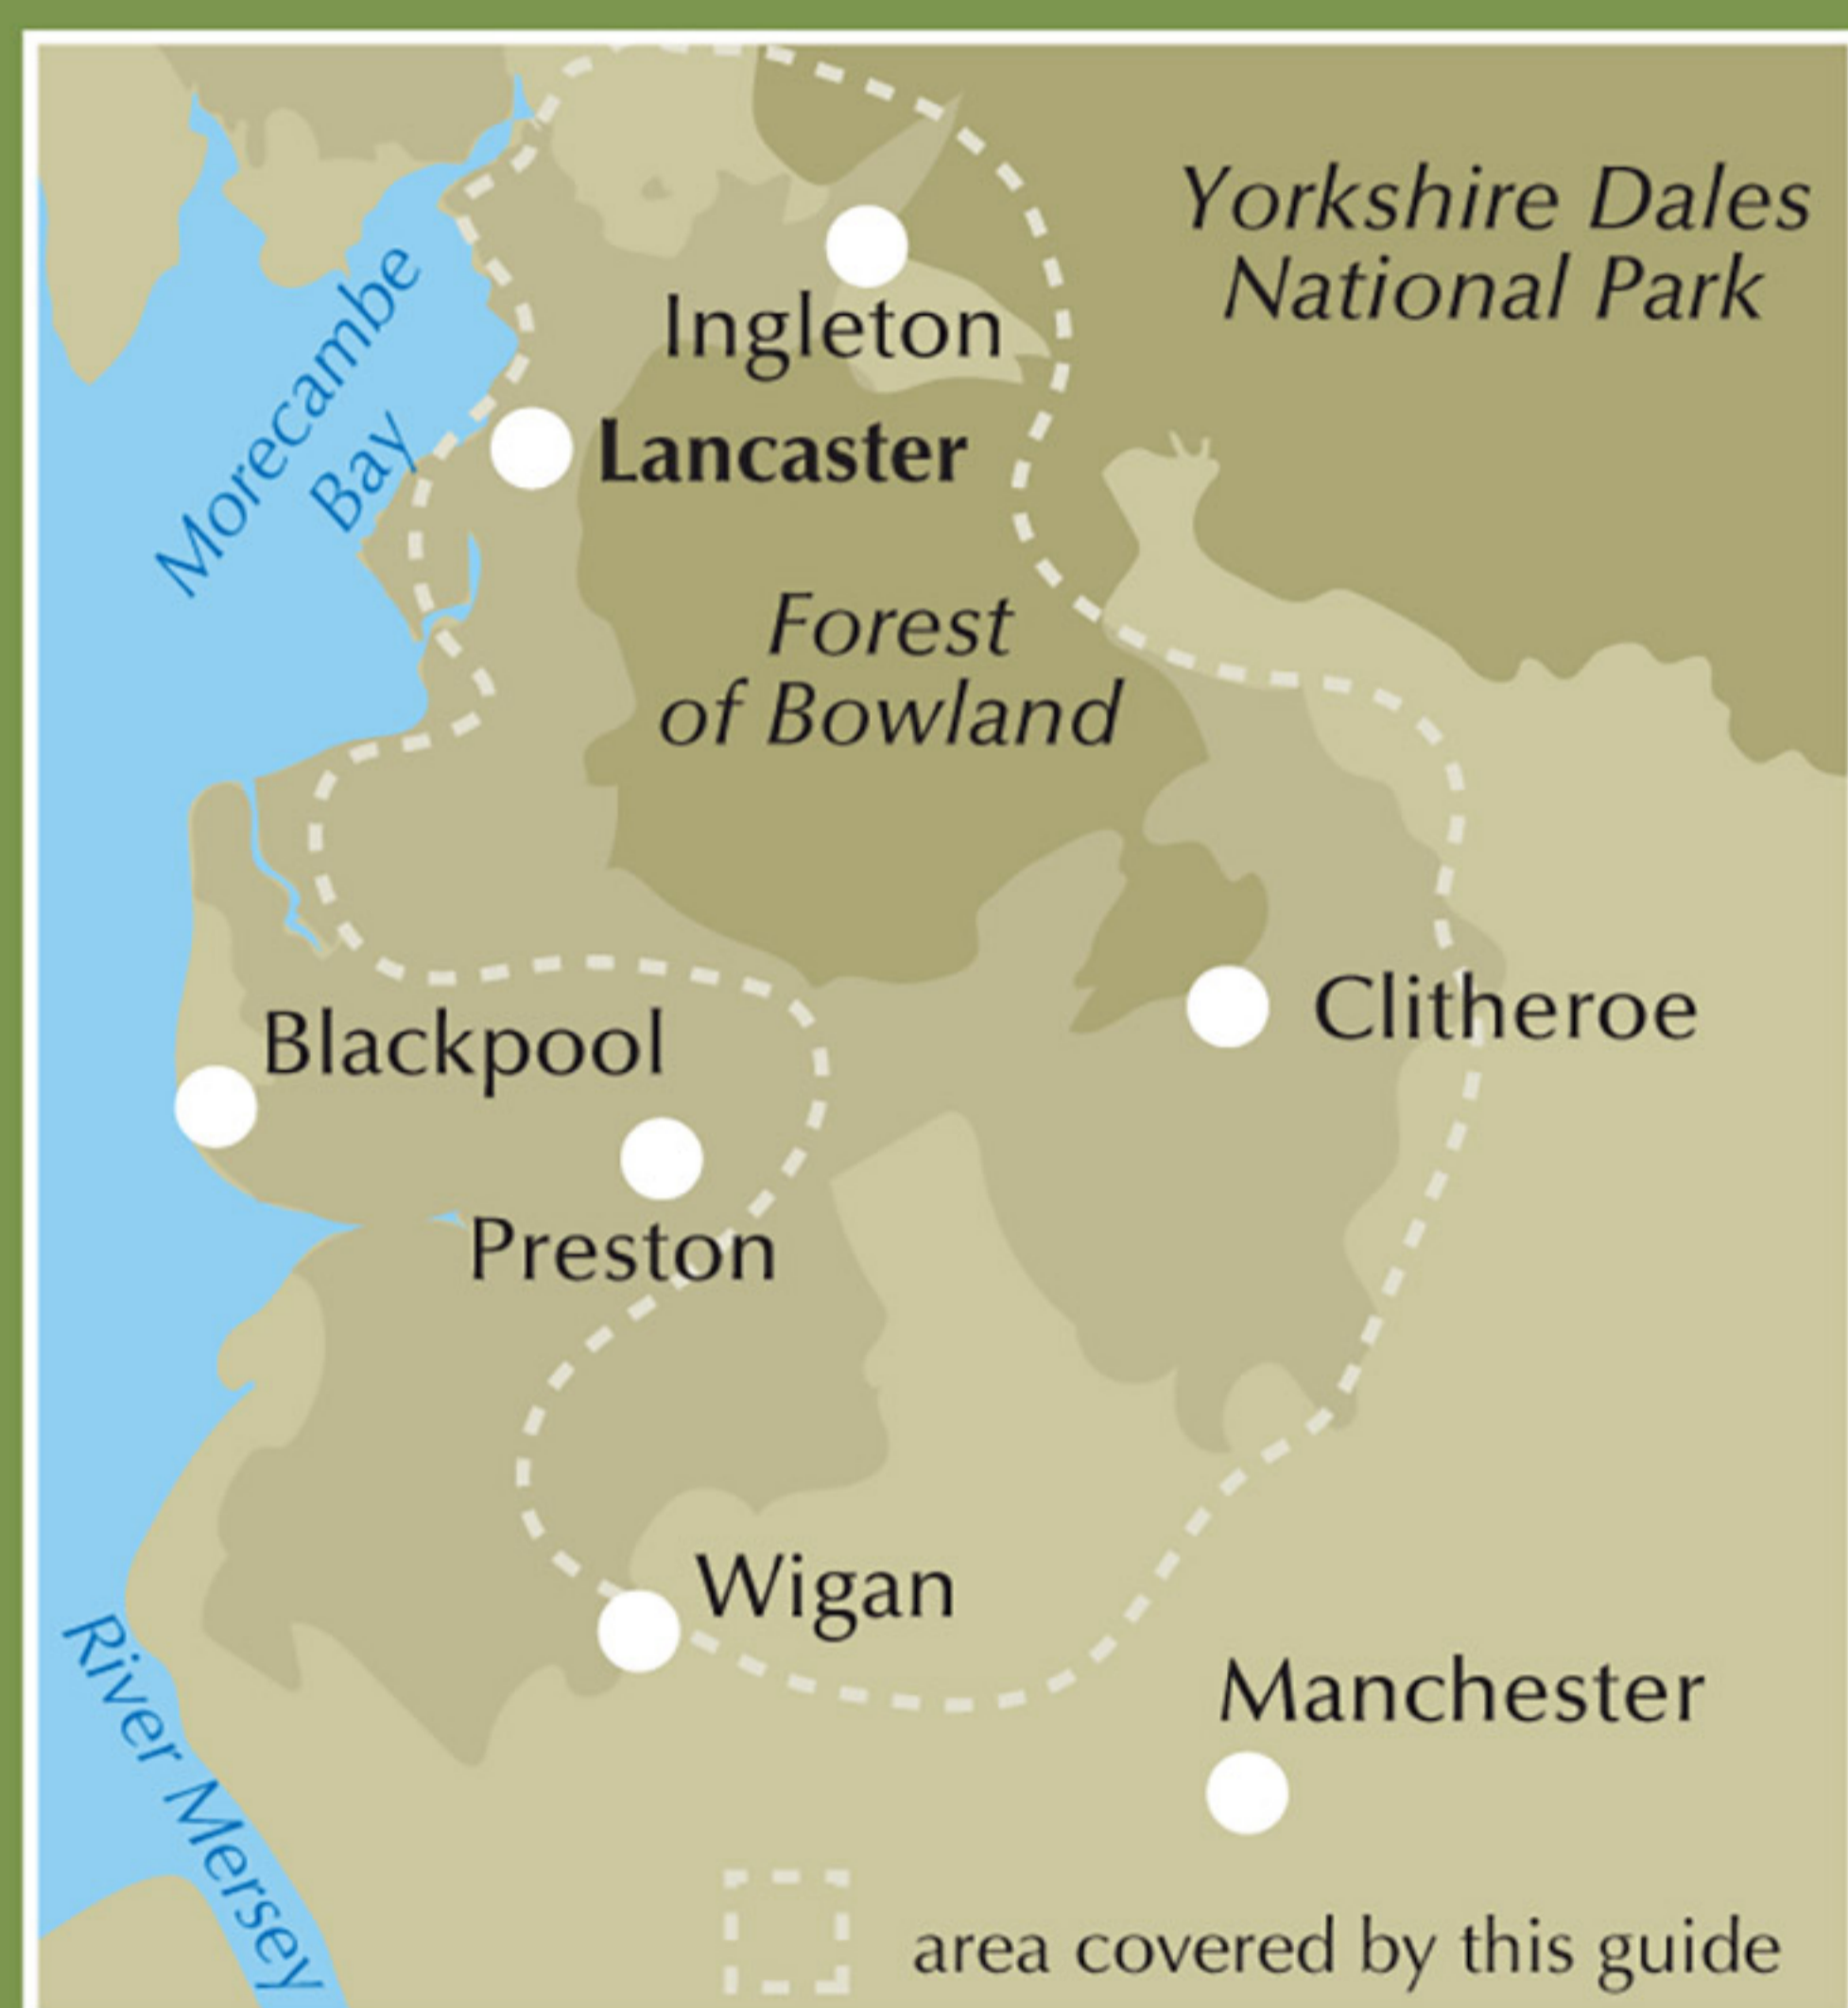 Yorkshire Dales
National Park
Morecambe
Bay
Ingleton
Lancaster
Forest
of Bowland
Clitheroe
Blackpool
Preston
Wigan
Manchester
River Mersey
area covered by this guide